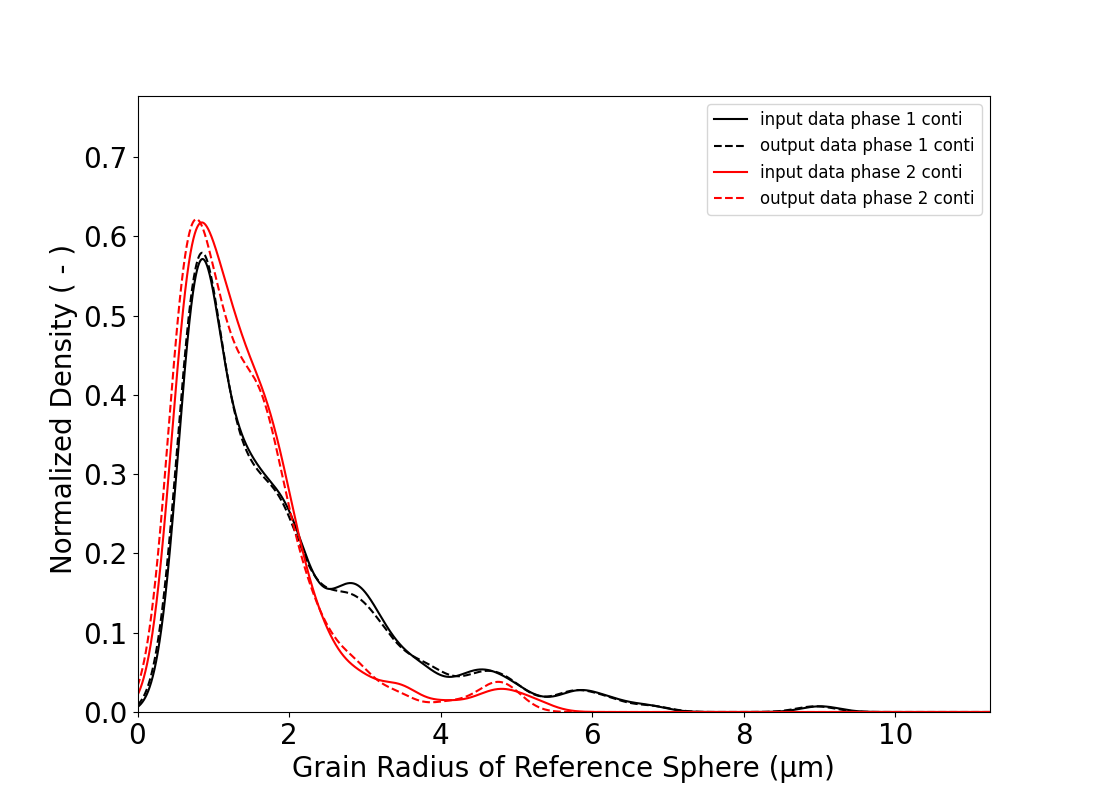 input data phase 1 conti
output data phase 1 conti
input data phase 2 conti
output data phase 2 conti
Normalized Density ( - )
0.7
0.6
0.5
0.4
0.3
0.2
0.1
0.0
0 2 4 6 8 10
Grain Radius of Reference Sphere (μm)